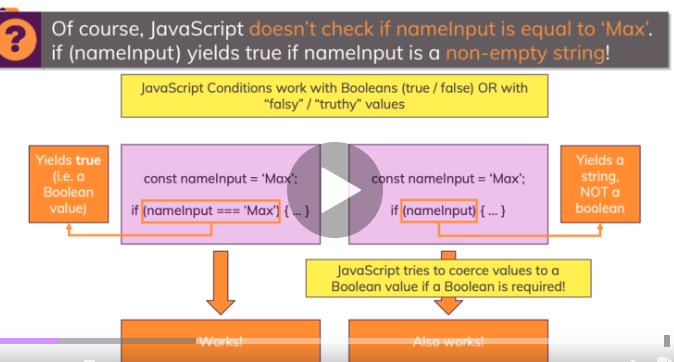 ?
Of course, JavaScript doesn't check if nameInput is equal to ‘Max’.
if (nameInput) yields true if nameInput is a non-empty string!
JavaScript Conditions work with Booleans (true / false) OR with
“falsy” / “truthy” values
Yields true
(i.e. a
Boolean
value)
const nameInput = ‘Max’;
if (nameInput === ‘Max’) { ... }
const nameInput = ‘Max’;
if (nameInput) { ... }
Yields a
string,
NOT a
boolean
JavaScript tries to coerce values to a
Boolean value if a Boolean is required!
Works!
Also works!